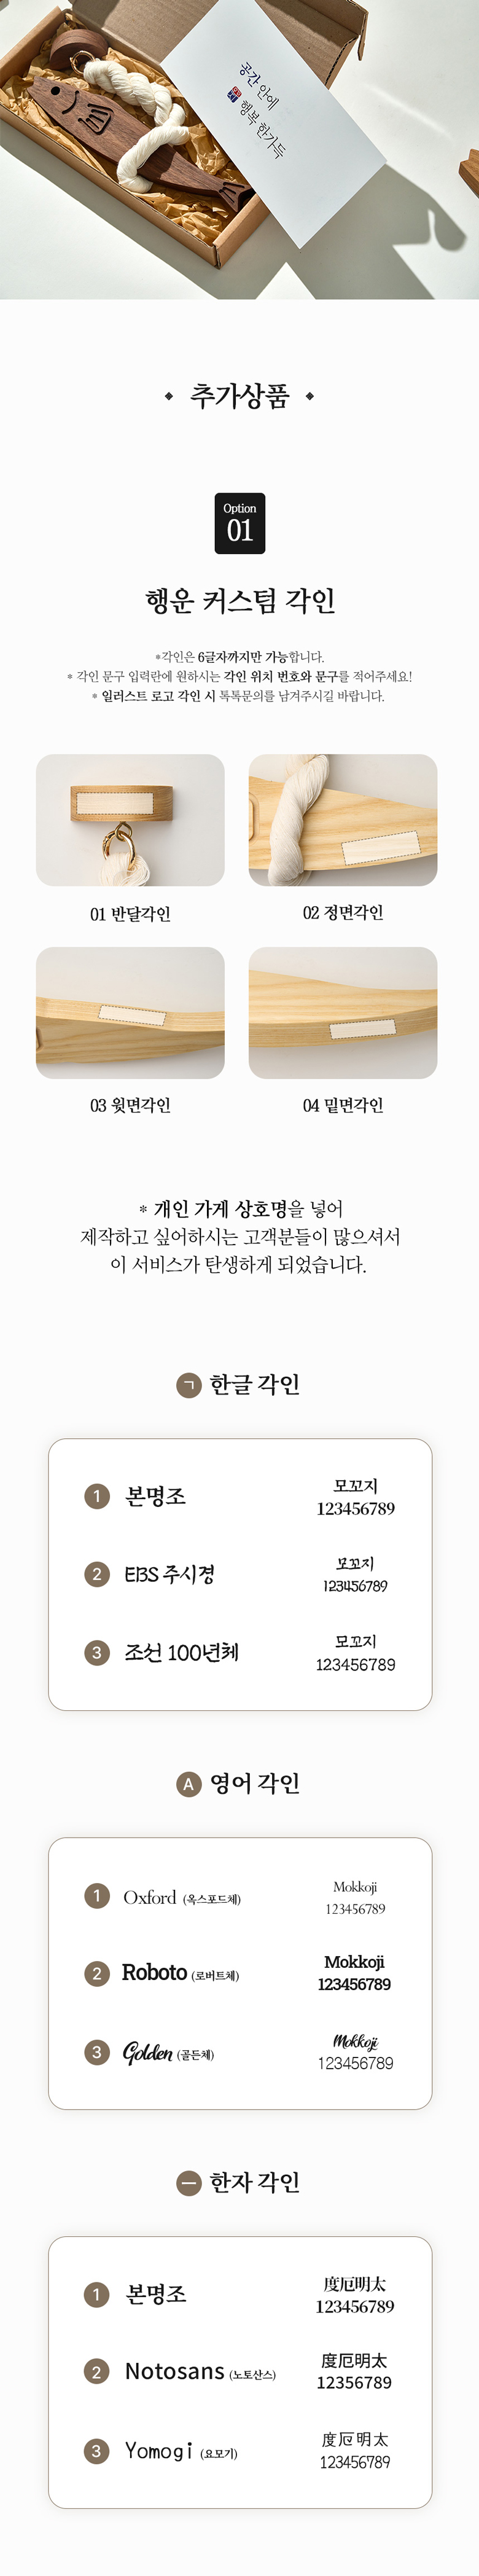 공간 안에
행복 한가득
추가상품
Option
01
행운 커스텀 각인
*각인은 6글자까지만 가능합니다.
* 각인 문구 입력란에 원하시는 각인 위치 번호와 문구를 적어주세요!
* 일러스트 로고 각인 시 톡톡문의를 남겨주시길 바랍니다.
01 반달각인
02 정면각인
03 윗면각인
04 밑면각인
* 개인 가게 상호명을 넣어
제작하고 싶어하시는 고객분들이 많으셔서
이 서비스가 탄생하게 되었습니다.
ㄱ 한글 각인
1 본명조
모꼬지
123456789
2 EBS 주시경
모꼬지
123456789
3 조선 100년체
모꼬지
123456789
A 영어 각인
1 Oxford (옥스포드체)
Mokkoji
123456789
2 Roboto (로버트체)
Mokkoji
123456789
3 Golden (골든체)
Mokkoji
123456789
一 한자 각인
1 본명조
度厄明太
123456789
2 Notosans (노토산스)
度厄明太
12356789
3 Yomogi (요모기)
度厄明太
123456789